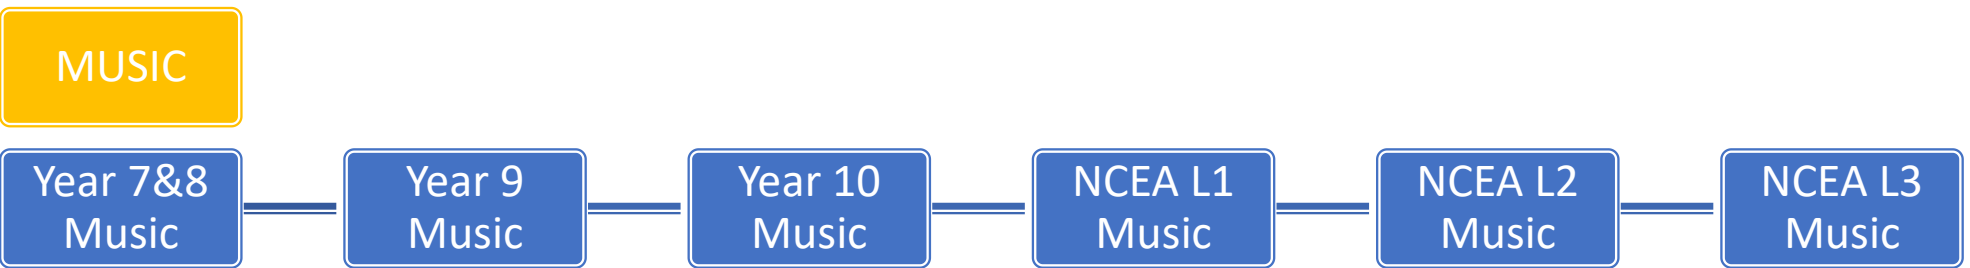 MUSIC
Year 7&8
Music
Year 9
Music
Year 10
Music
NCEA L1
Music
NCEA L2
Music
NCEA L3
Music